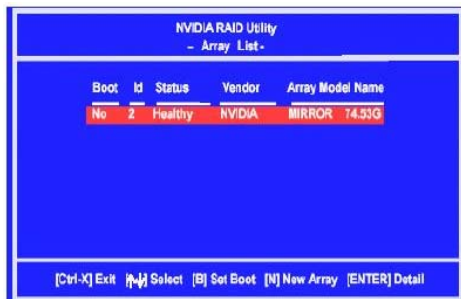 NVIDIA RAID Utility
- Array List-
Boot Id Status Vendor Array Model Name
No 2 Healthy NVIDIA MIRROR 74.53G
[Ctrl-X] Exit [↑↓] Select [B] Set Boot [N] New Array [ENTER] Detail